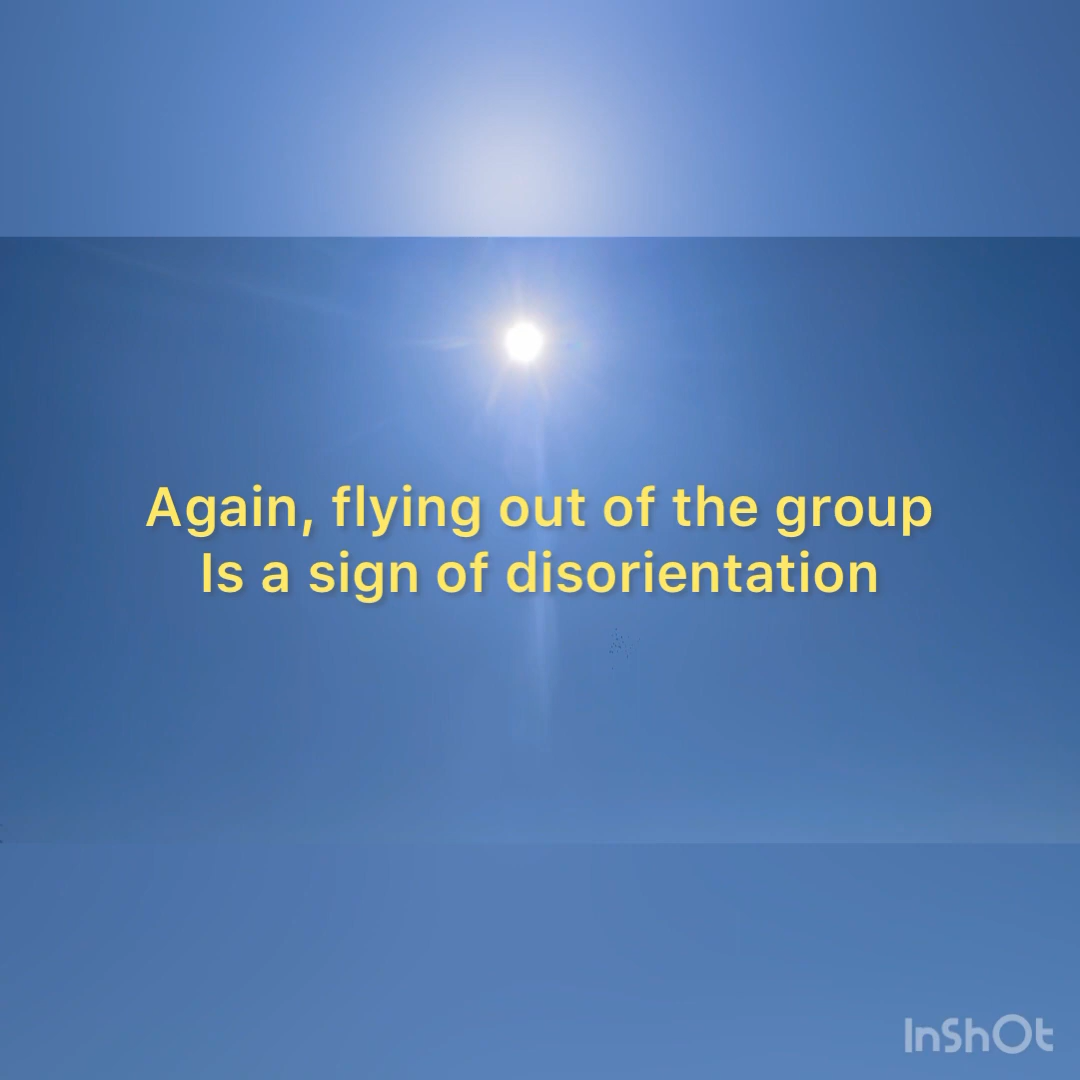 Again, flying out of the group
Is a sign of disorientation
InShOt